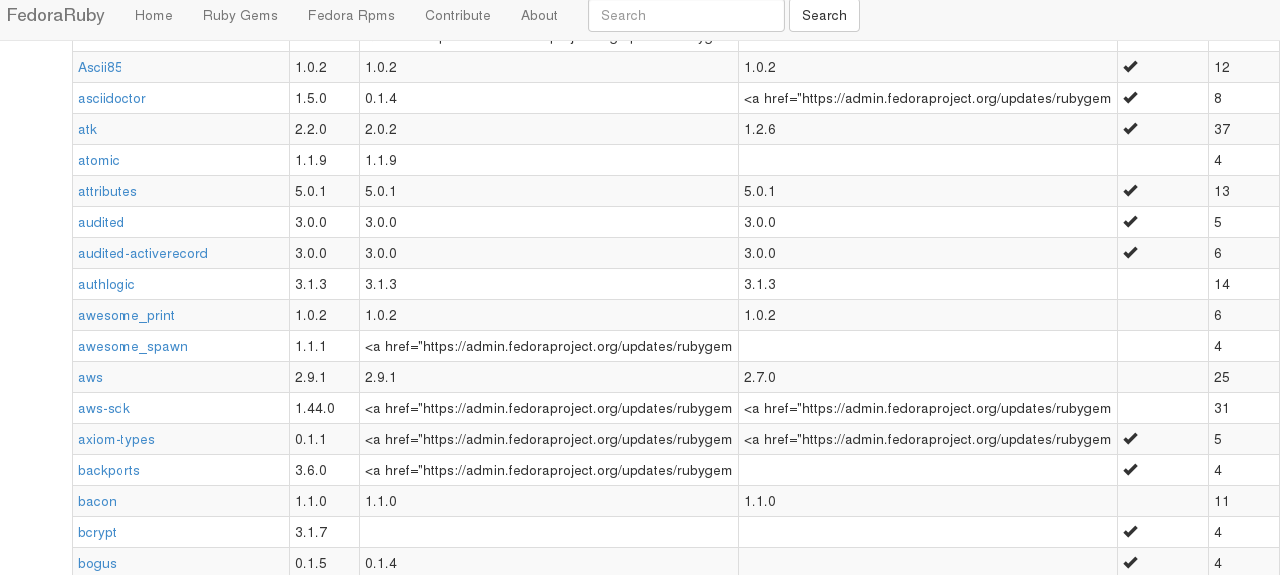 FedoraRuby Home Ruby Gems Fedora Rpms Contribute About Search Search
Ascii85 1.0.2 1.0.2 1.0.2 ✔ 12
asciidoctor 1.5.0 0.1.4 <a href="https://admin.fedoraproject.org/updates/rubygem ✔ 8
atk 2.2.0 2.0.2 1.2.6 ✔ 37
atomic 1.1.9 1.1.9 4
attributes 5.0.1 5.0.1 5.0.1 ✔ 13
audited 3.0.0 3.0.0 3.0.0 ✔ 5
audited-activerecord 3.0.0 3.0.0 3.0.0 ✔ 6
authlogic 3.1.3 3.1.3 3.1.3 14
awesome_print 1.0.2 1.0.2 1.0.2 6
awesome_spawn 1.1.1 <a href="https://admin.fedoraproject.org/updates/rubygem 4
aws 2.9.1 2.9.1 2.7.0 25
aws-sdk 1.44.0 <a href="https://admin.fedoraproject.org/updates/rubygem <a href="https://admin.fedoraproject.org/updates/rubygem 31
axiom-types 0.1.1 <a href="https://admin.fedoraproject.org/updates/rubygem <a href="https://admin.fedoraproject.org/updates/rubygem ✔ 5
backports 3.6.0 <a href="https://admin.fedoraproject.org/updates/rubygem ✔ 4
bacon 1.1.0 1.1.0 1.1.0 11
bcrypt 3.1.7 ✔ 4
bogus 0.1.5 0.1.4 ✔ 4